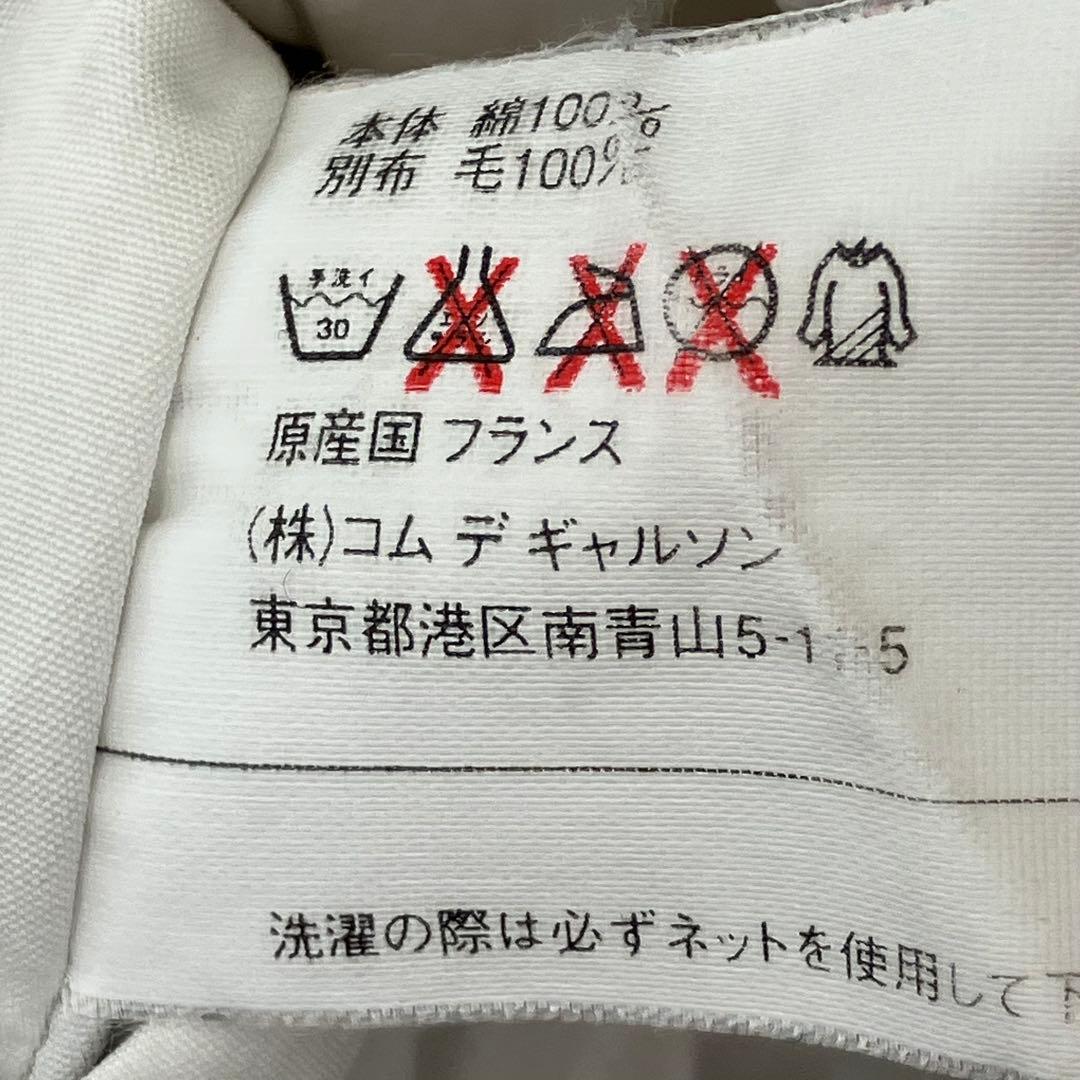 本体 綿100%
別布 毛100%
手洗イ
30
原産国 フランス
(株)コム デ ギャルソン
東京都港区南青山5-1 -5
洗濯の際は必ずネットを使用して下